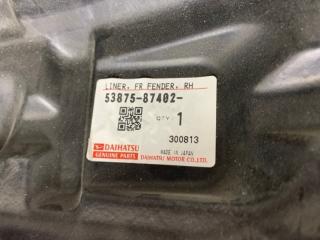 LINER, FR FENDER, RH
53875-87402-
QTY 1
300813
MADE IN JAPAN
DAIHATSU
GENUINE PARTS DAIHATSU MOTOR CO.,LTD.